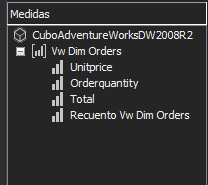 Medidas
CuboAdventureWorksDW2008R2
Vw Dim Orders
Unitprice
Orderquantity
Total
Recuento Vw Dim Orders